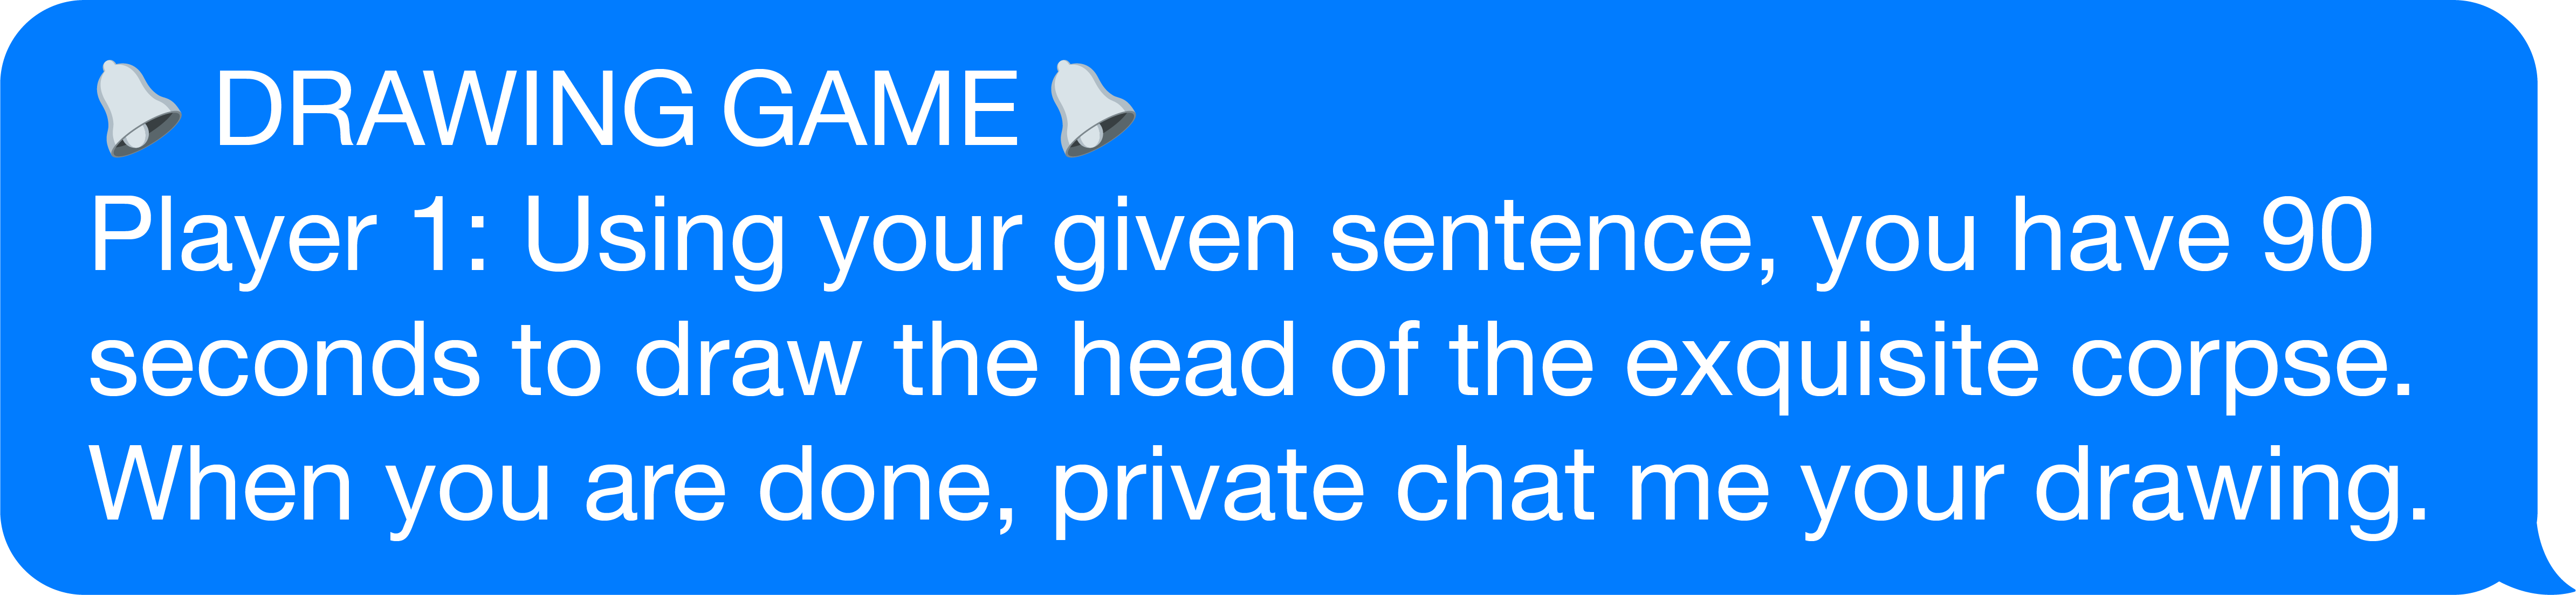 🔔 DRAWING GAME 🔔
Player 1: Using your given sentence, you have 90
seconds to draw the head of the exquisite corpse.
When you are done, private chat me your drawing.